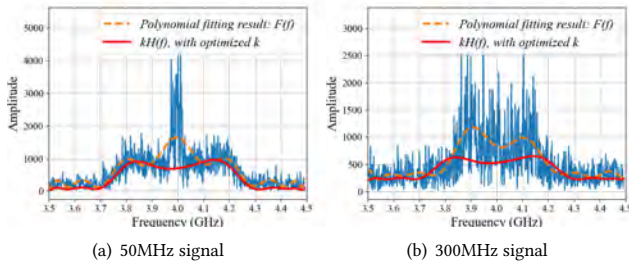 Polynomial fitting result: F(f)
kH(f), with optimized k
Amplitude
5000
4000
3000
2000
1000
0
3.5 3.6 3.7 3.8 3.9 4.0 4.1 4.2 4.3 4.4 4.5
Frequency (GHz)
(a) 50MHz signal
Polynomial fitting result: F(f)
kH(f), with optimized k
Amplitude
3000
2500
2000
1500
1000
500
0
3.5 3.6 3.7 3.8 3.9 4.0 4.1 4.2 4.3 4.4 4.5
Frequency (GHz)
(b) 300MHz signal